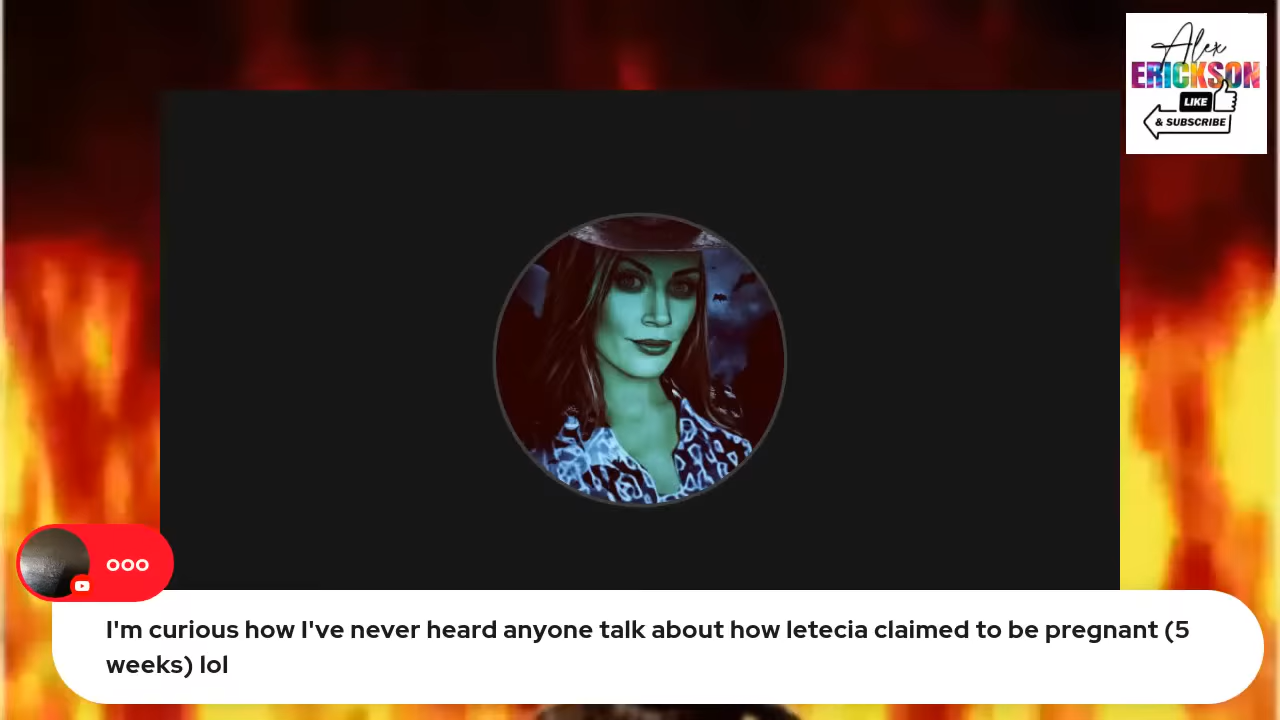 Alex
ERICKSON
LIKE
& SUBSCRIBE
ooo
I'm curious how I've never heard anyone talk about how letecia claimed to be pregnant (5
weeks) lol